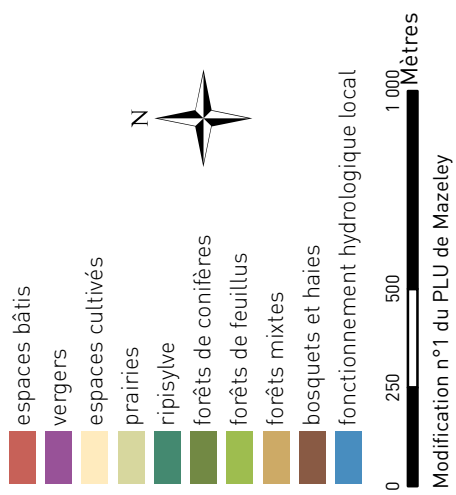 espaces bâtis
vergers
espaces cultivés
prairies
ripisylve
forêts de conifères
forêts de feuillus
forêts mixtes
bosquets et haies
fonctionnement hydrologique local
N
0 250 500 1 000 Mètres
Modification n°1 du PLU de Mazeley